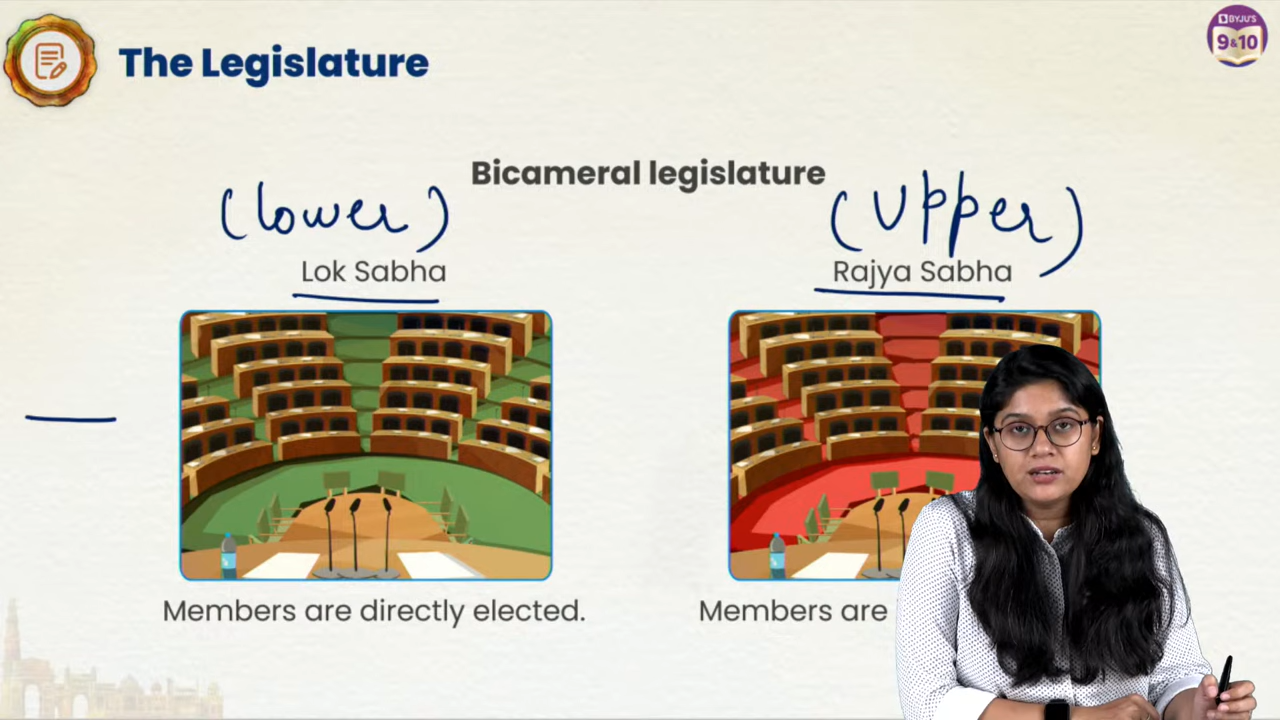 The Legislature
BYJU'S
9&10
Bicameral legislature
(lower)
(Upper)
Lok Sabha
Rajya Sabha
Members are directly elected.
Members are